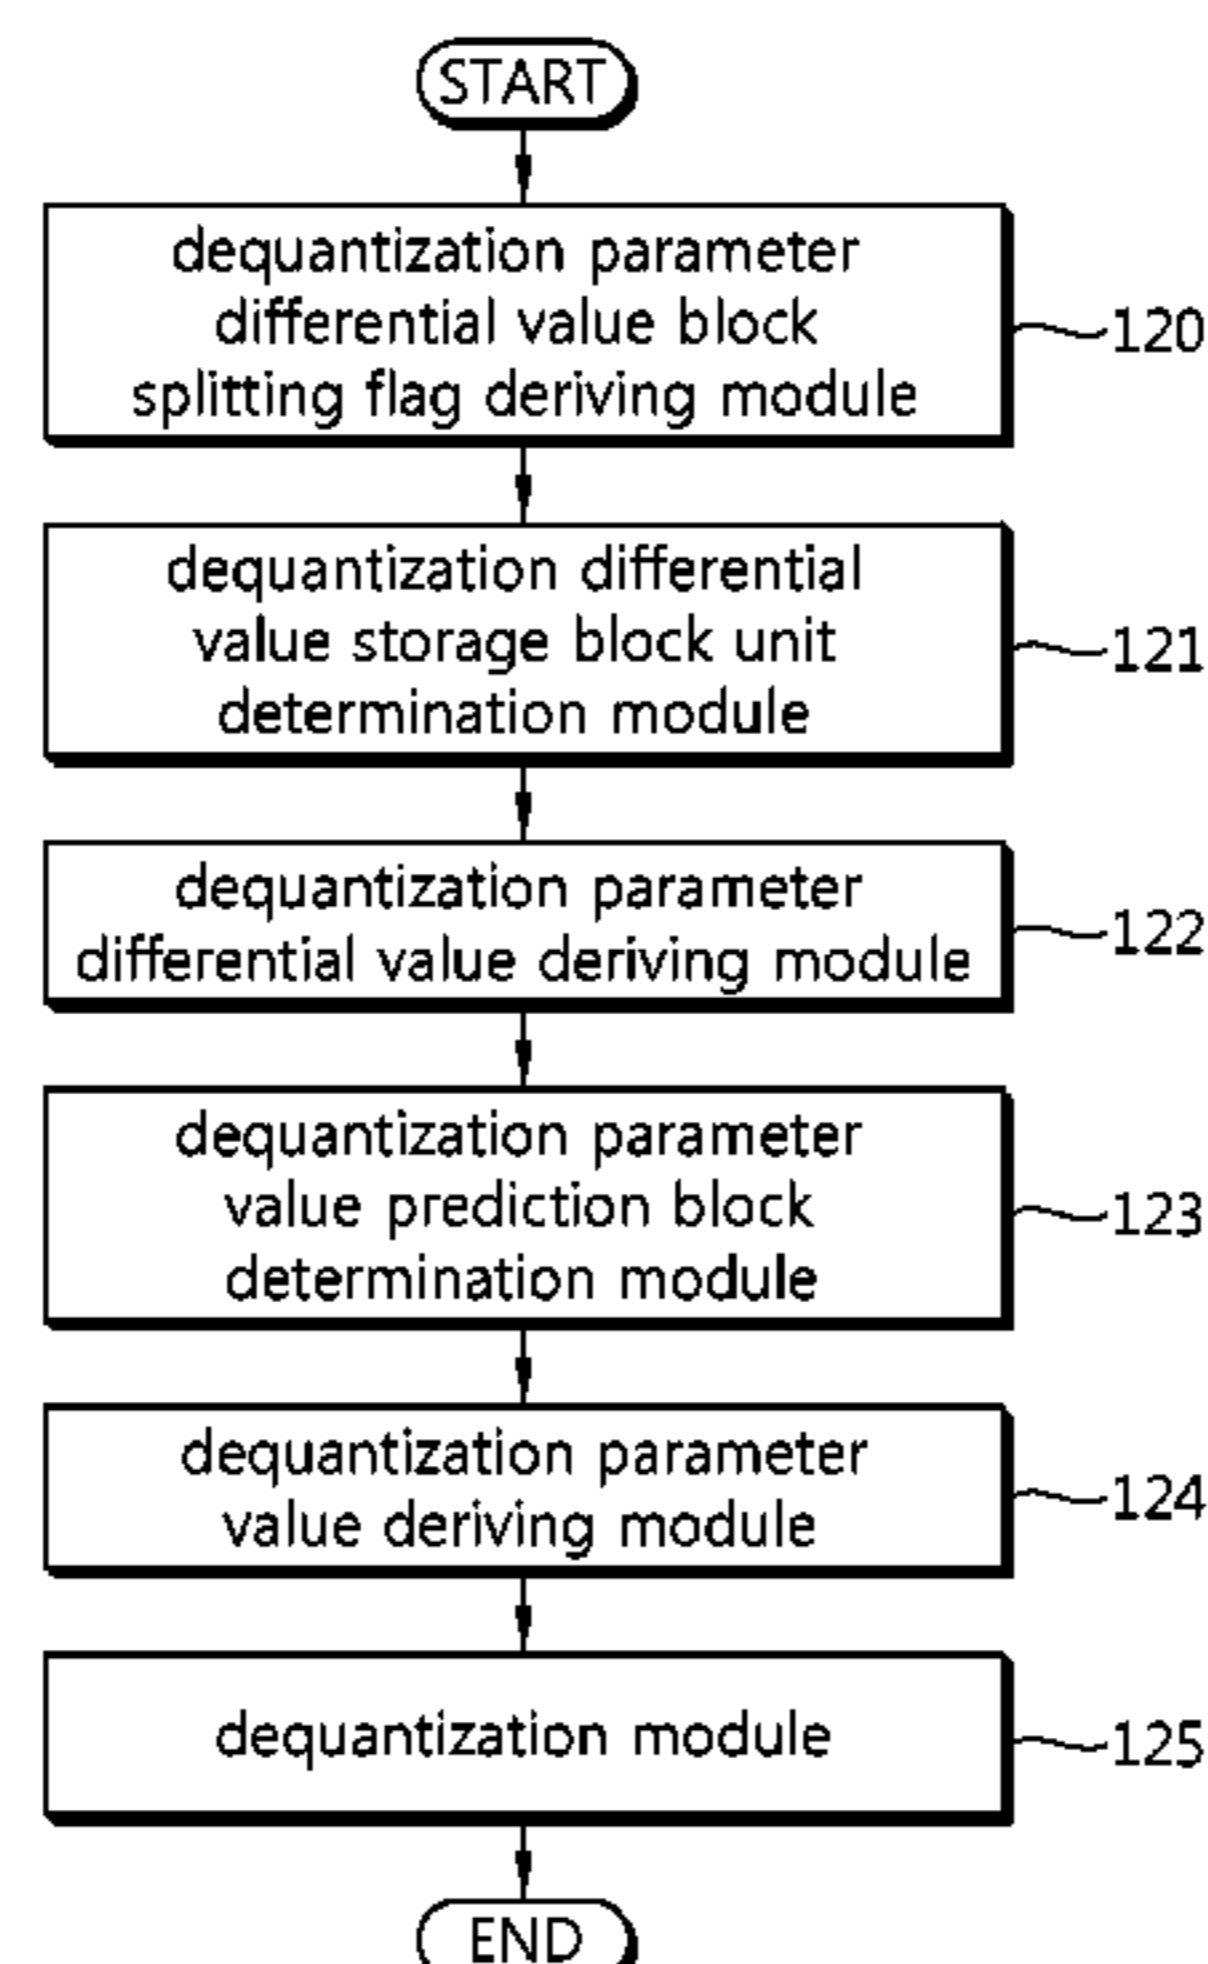 START
dequantization parameter
differential value block
splitting flag deriving module
120
dequantization differential
value storage block unit
determination module
121
dequantization parameter
differential value deriving module
122
dequantization parameter
value prediction block
determination module
123
dequantization parameter
value deriving module
124
dequantization module
125
END